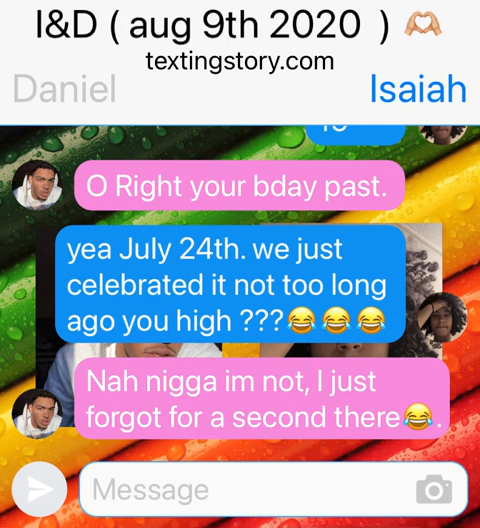 I&D ( aug 9th 2020 ) 🫶🏼
textingstory.com
Daniel
Isaiah
O Right your bday past.
yea July 24th. we just
celebrated it not too long
ago you high ???😂😂😂
Nah nigga im not, I just
forgot for a second there😂.
Message